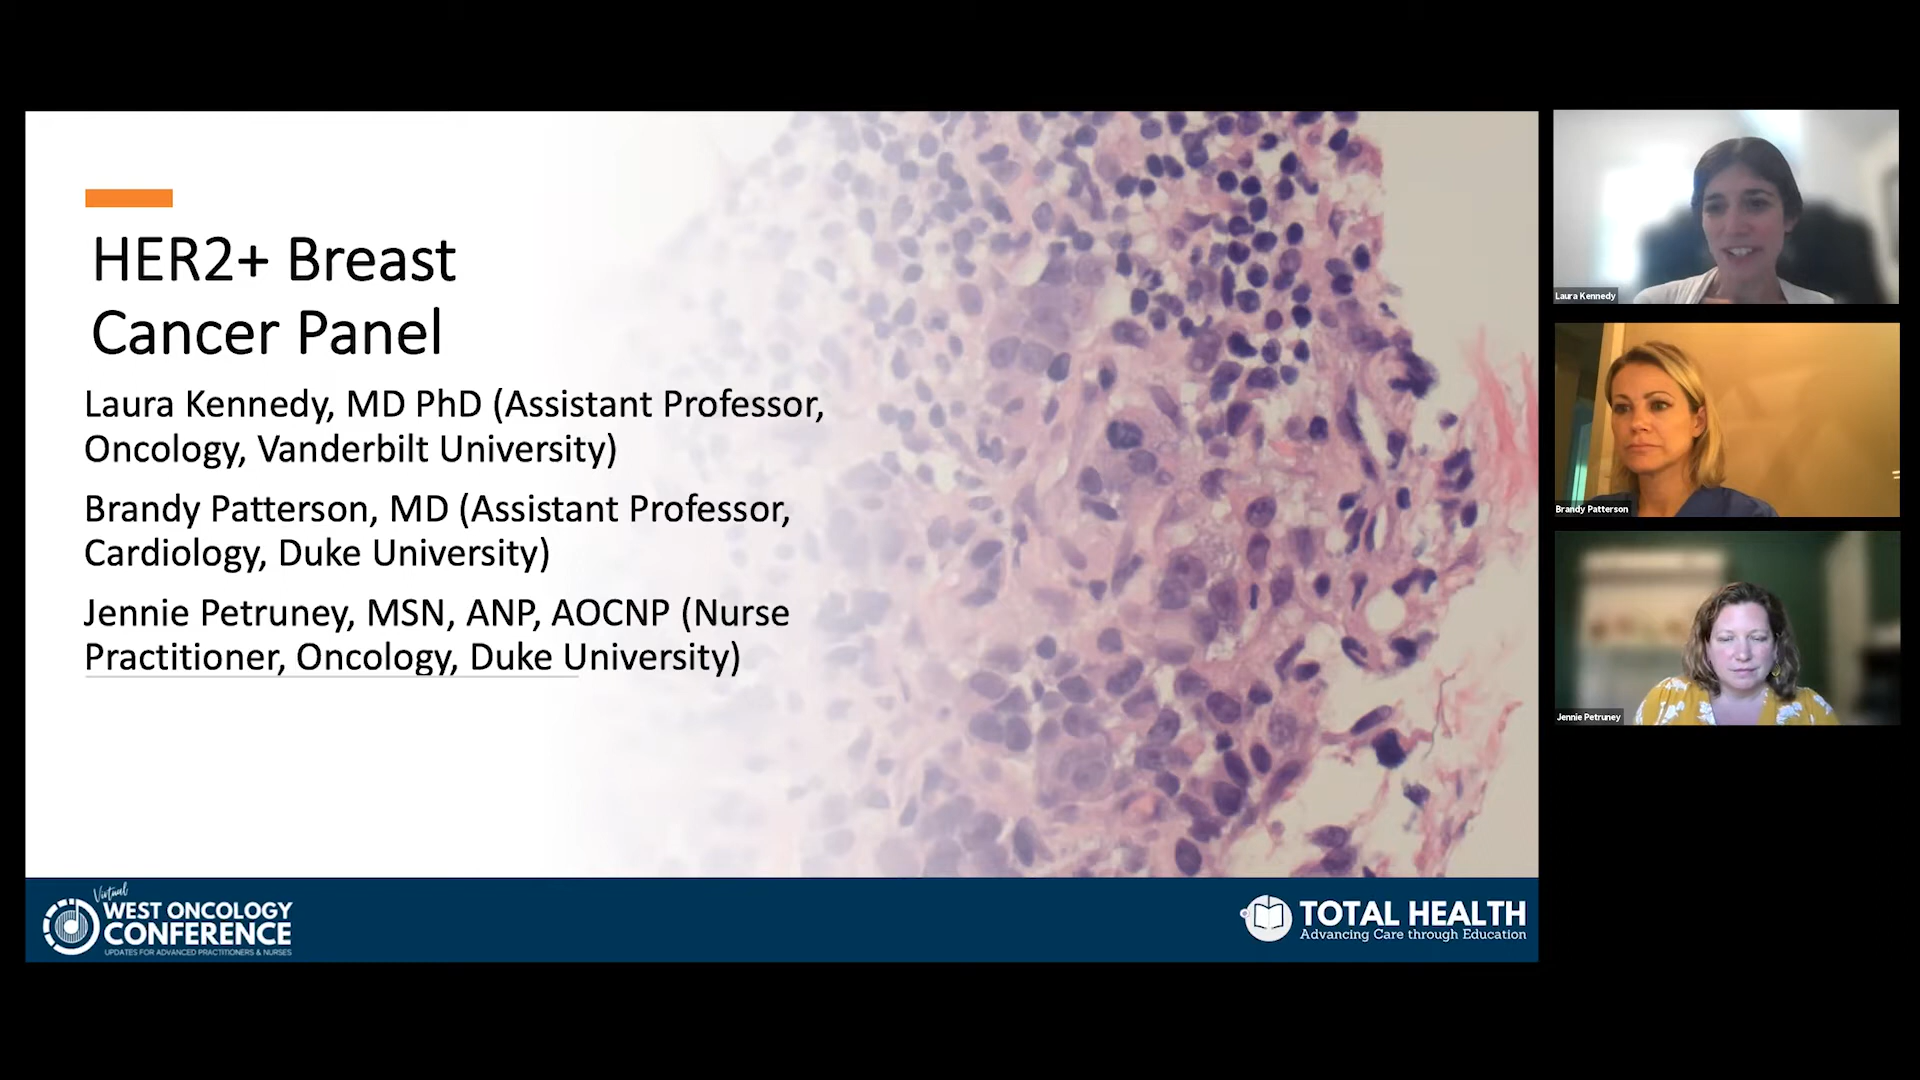 HER2+ Breast
Cancer Panel
Laura Kennedy, MD PhD (Assistant Professor,
Oncology, Vanderbilt University)
Brandy Patterson, MD (Assistant Professor,
Cardiology, Duke University)
Jennie Petruney, MSN, ANP, AOCNP (Nurse
Practitioner, Oncology, Duke University)
Virtual
WEST ONCOLOGY
CONFERENCE
UPDATES FOR ADVANCED PRACTITIONERS & NURSES
TOTAL HEALTH
Advancing Care through Education
Laura Kennedy
Brandy Patterson
Jennie Petruney